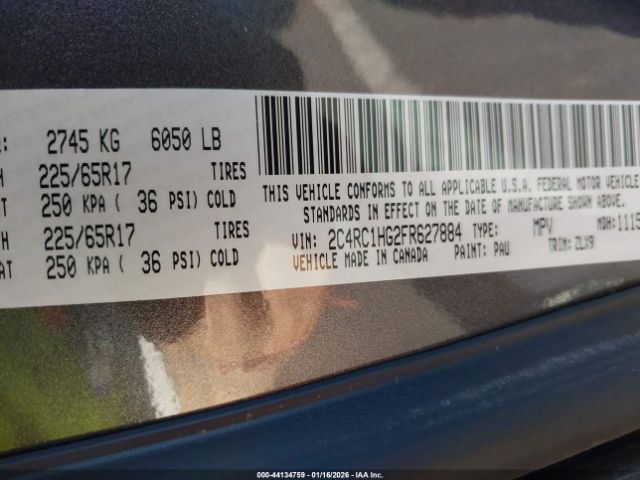 : 2745 KG 6050 LB
H 225/65R17 TIRES
T 250 KPA ( 36 PSI) COLD
H 225/65R17 TIRES
AT 250 KPA ( 36 PSI) COLD
THIS VEHICLE CONFORMS TO ALL APPLICABLE U.S.A. FEDERAL MOTOR VEHICLE
STANDARDS IN EFFECT ON THE DATE OF MANUFACTURE SHOWN ABOVE.
VIN: 2C4RC1HG2FR627884 TYPE: MPV MDH: 1115
VEHICLE MADE IN CANADA PAINT: PAU TRIM:
000-44134759 — 01/16/2026 — IAA Inc.